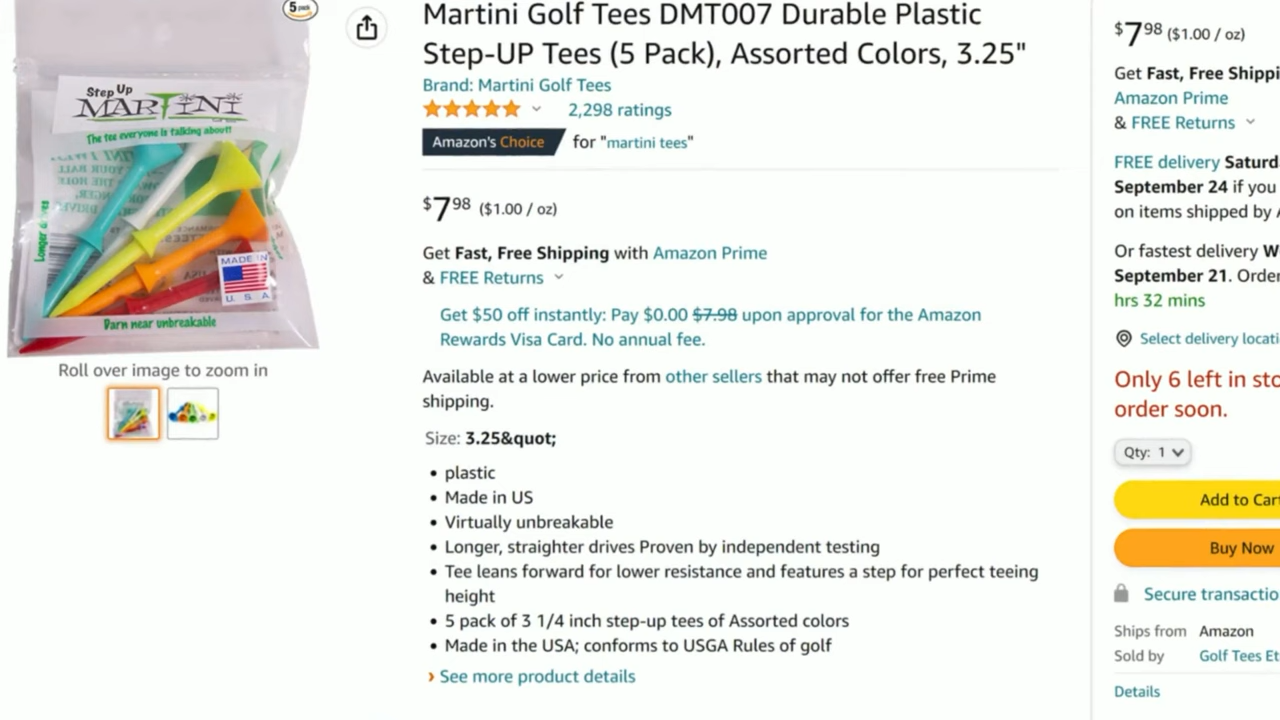 5
pack
Step Up
MARTINI
The tee everyone is talking about!
Longer drives
MADE IN
U. S. A
Darn near unbreakable
Roll over image to zoom in
Martini Golf Tees DMT007 Durable Plastic
Step-UP Tees (5 Pack), Assorted Colors, 3.25"
Brand: Martini Golf Tees
2,298 ratings
Amazon's Choice for "martini tees"
$7 98 ($1.00 / oz)
Get Fast, Free Shipping with Amazon Prime
& FREE Returns
Get $50 off instantly: Pay $0.00 $7.98 upon approval for the Amazon
Rewards Visa Card. No annual fee.
Available at a lower price from other sellers that may not offer free Prime
shipping.
Size: 3.25&quot;
• plastic
• Made in US
• Virtually unbreakable
• Longer, straighter drives Proven by independent testing
• Tee leans forward for lower resistance and features a step for perfect teeing
height
• 5 pack of 3 1/4 inch step-up tees of Assorted colors
• Made in the USA; conforms to USGA Rules of golf
› See more product details
$7 98 ($1.00 / oz)
Get Fast, Free Shippi
Amazon Prime
& FREE Returns
FREE delivery Saturd
September 24 if you
on items shipped by A
Or fastest delivery We
September 21. Order
hrs 32 mins
Select delivery locati
Only 6 left in sto
order soon.
Qty: 1
Add to Cart
Buy Now
Secure transactio
Ships from Amazon
Sold by Golf Tees Et
Details